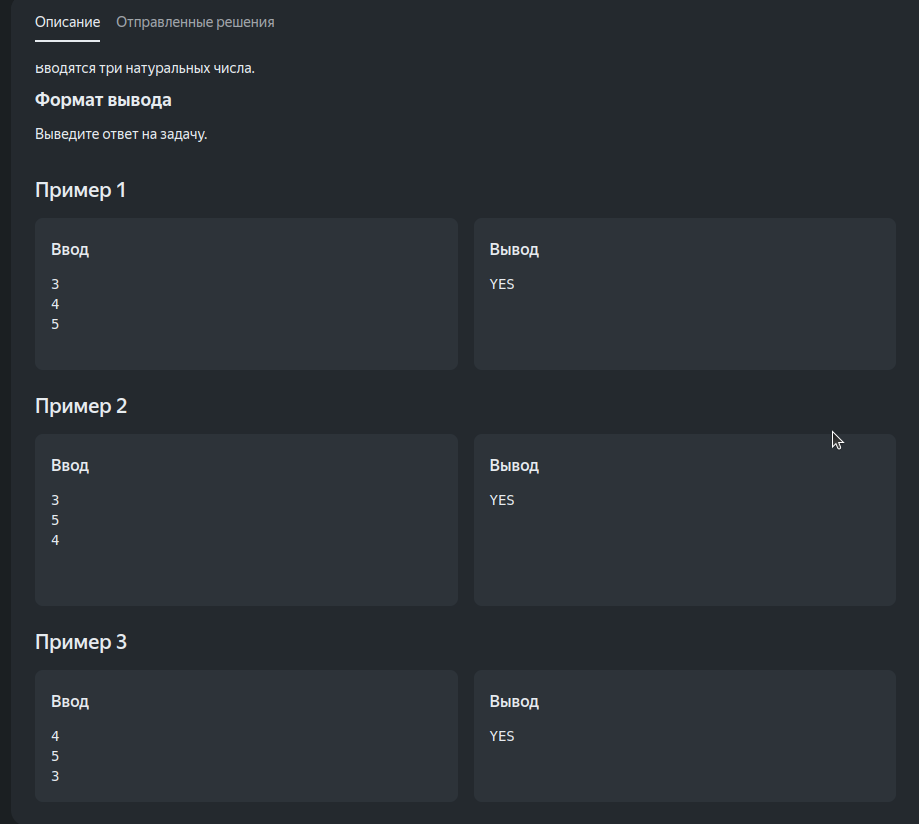 Описание Отправленные решения
Вводятся три натуральных числа.
Формат вывода
Выведите ответ на задачу.
Пример 1
Ввод
3
4
5
Вывод
YES
Пример 2
Ввод
3
5
4
Вывод
YES
Пример 3
Ввод
4
5
3
Вывод
YES